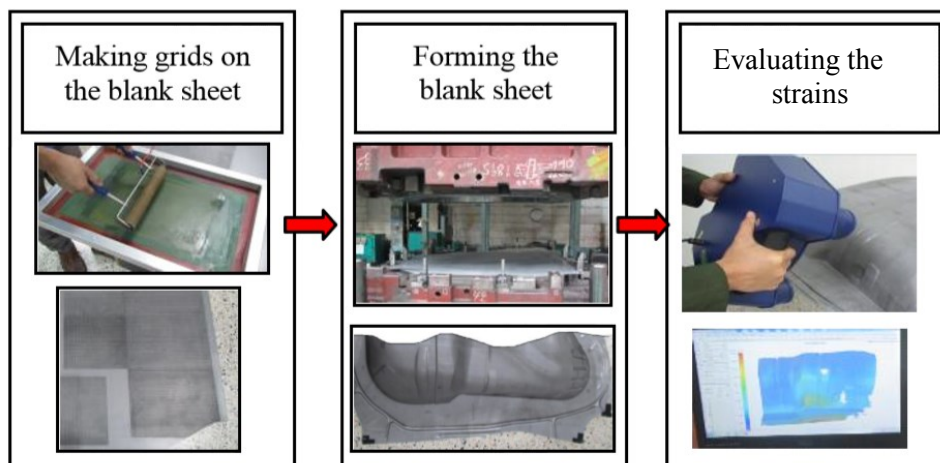 Making grids on
the blank sheet
Forming the
blank sheet
Evaluating the
strains